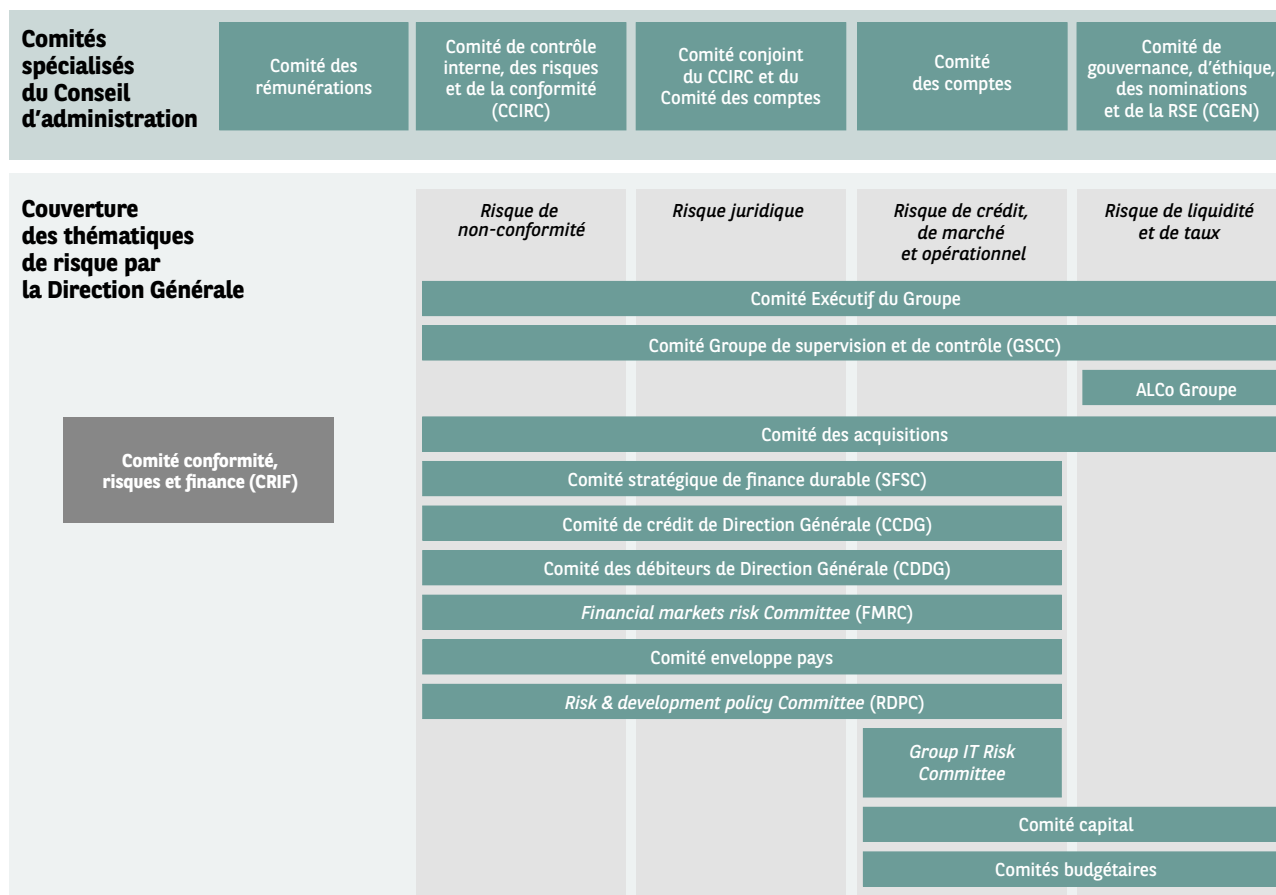 Comités
spécialisés
du Conseil
d'administration
Comité des
rémunérations
Comité de contrôle
interne, des risques
et de la conformité
(CCIRC)
Comité conjoint
du CCIRC et du
Comité des comptes
Comité
des comptes
Comité de
gouvernance, d'éthique,
des nominations
et de la RSE (CGEN)
Couverture
des thématiques
de risque par
la Direction Générale
Risque de
non-conformité
Risque juridique
Risque de crédit,
de marché
et opérationnel
Risque de liquidité
et de taux
Comité Exécutif du Groupe
Comité Groupe de supervision et de contrôle (GSCC)
ALCo Groupe
Comité des acquisitions
Comité conformité,
risques et finance (CRIF)
Comité stratégique de finance durable (SFSC)
Comité de crédit de Direction Générale (CCDG)
Comité des débiteurs de Direction Générale (CDDG)
Financial markets risk Committee (FMRC)
Comité enveloppe pays
Risk & development policy Committee (RDPC)
Group IT Risk
Committee
Comité capital
Comités budgétaires